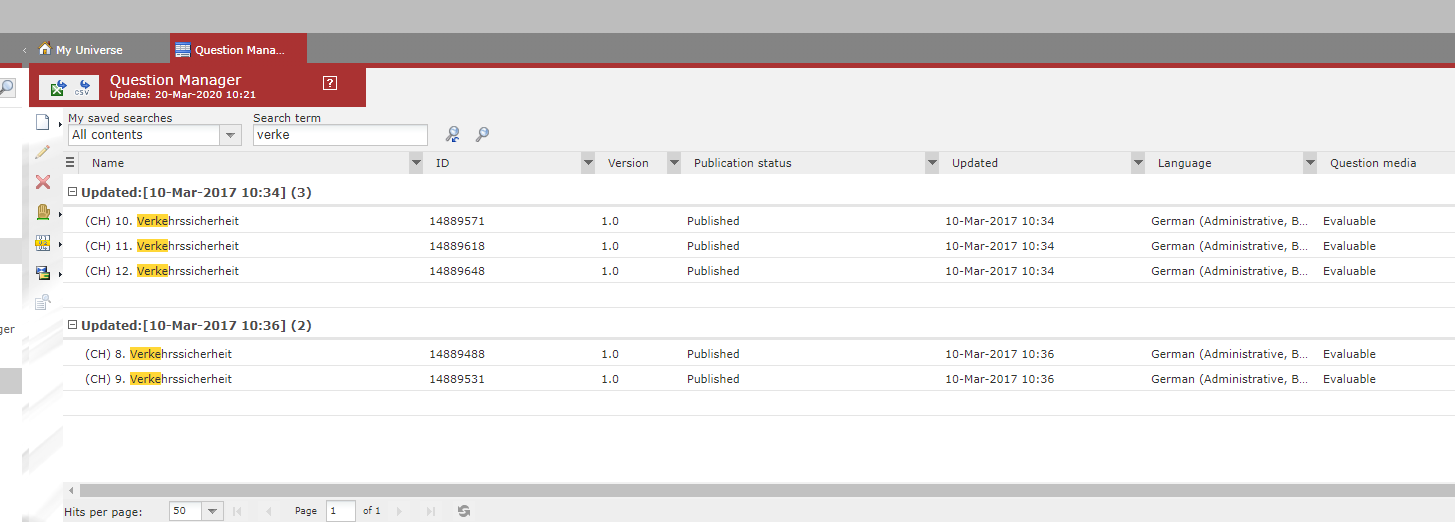 ‹ My Universe Question Mana...
Question Manager ?
csv Update: 20-Mar-2020 10:21
My saved searches Search term
All contents verke
Name ID Version Publication status Updated Language Question media
Updated:[10-Mar-2017 10:34] (3)
(CH) 10. Verkehrssicherheit 14889571 1.0 Published 10-Mar-2017 10:34 German (Administrative, B... Evaluable
(CH) 11. Verkehrssicherheit 14889618 1.0 Published 10-Mar-2017 10:34 German (Administrative, B... Evaluable
(CH) 12. Verkehrssicherheit 14889648 1.0 Published 10-Mar-2017 10:34 German (Administrative, B... Evaluable
Updated:[10-Mar-2017 10:36] (2)
ger
(CH) 8. Verkehrssicherheit 14889488 1.0 Published 10-Mar-2017 10:36 German (Administrative, B... Evaluable
(CH) 9. Verkehrssicherheit 14889531 1.0 Published 10-Mar-2017 10:36 German (Administrative, B... Evaluable
Hits per page: 50 Page 1 of 1